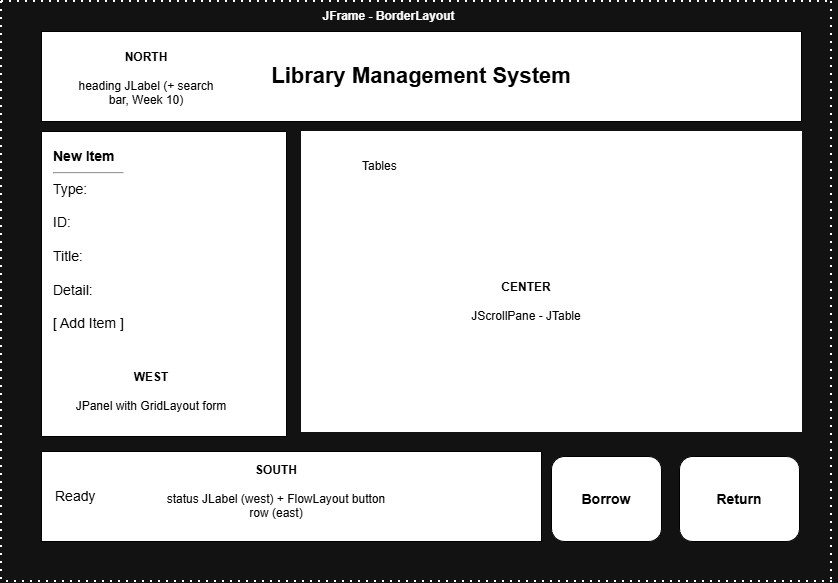 JFrame - BorderLayout
NORTH
heading JLabel (+ search
bar, Week 10)
Library Management System
New Item
Type:
ID:
Title:
Detail:
[ Add Item ]
WEST
JPanel with GridLayout form
Tables
CENTER
JScrollPane - JTable
SOUTH
Ready
status JLabel (west) + FlowLayout button
row (east)
Borrow
Return